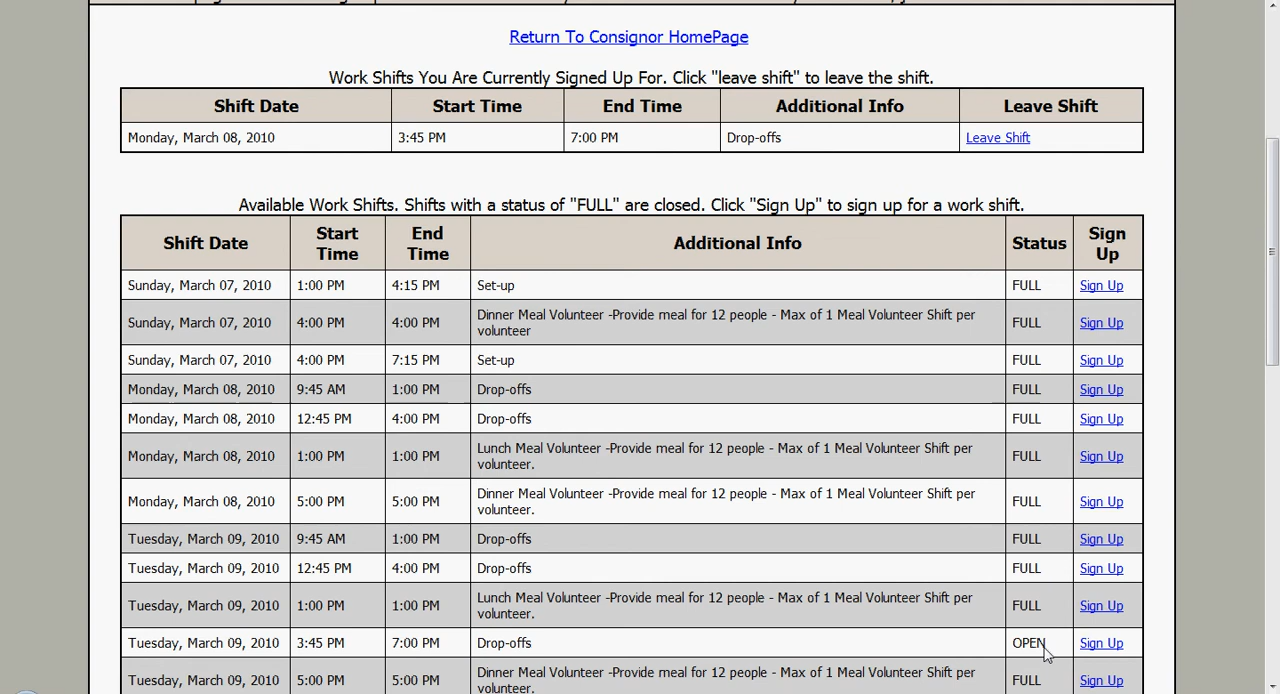 Return To Consignor HomePage
Work Shifts You Are Currently Signed Up For. Click "leave shift" to leave the shift.
Shift Date Start Time End Time Additional Info Leave Shift
Monday, March 08, 2010 3:45 PM 7:00 PM Drop-offs Leave Shift
Available Work Shifts. Shifts with a status of "FULL" are closed. Click "Sign Up" to sign up for a work shift.
Shift Date Start Time End Time Additional Info Status Sign Up
Sunday, March 07, 2010 1:00 PM 4:15 PM Set-up FULL Sign Up
Sunday, March 07, 2010 4:00 PM 4:00 PM Dinner Meal Volunteer -Provide meal for 12 people - Max of 1 Meal Volunteer Shift per volunteer FULL Sign Up
Sunday, March 07, 2010 4:00 PM 7:15 PM Set-up FULL Sign Up
Monday, March 08, 2010 9:45 AM 1:00 PM Drop-offs FULL Sign Up
Monday, March 08, 2010 12:45 PM 4:00 PM Drop-offs FULL Sign Up
Monday, March 08, 2010 1:00 PM 1:00 PM Lunch Meal Volunteer -Provide meal for 12 people - Max of 1 Meal Volunteer Shift per volunteer. FULL Sign Up
Monday, March 08, 2010 5:00 PM 5:00 PM Dinner Meal Volunteer -Provide meal for 12 people - Max of 1 Meal Volunteer Shift per volunteer. FULL Sign Up
Tuesday, March 09, 2010 9:45 AM 1:00 PM Drop-offs FULL Sign Up
Tuesday, March 09, 2010 12:45 PM 4:00 PM Drop-offs FULL Sign Up
Tuesday, March 09, 2010 1:00 PM 1:00 PM Lunch Meal Volunteer -Provide meal for 12 people - Max of 1 Meal Volunteer Shift per volunteer. FULL Sign Up
Tuesday, March 09, 2010 3:45 PM 7:00 PM Drop-offs OPEN Sign Up
Tuesday, March 09, 2010 5:00 PM 5:00 PM Dinner Meal Volunteer -Provide meal for 12 people - Max of 1 Meal Volunteer Shift per volunteer. FULL Sign Up